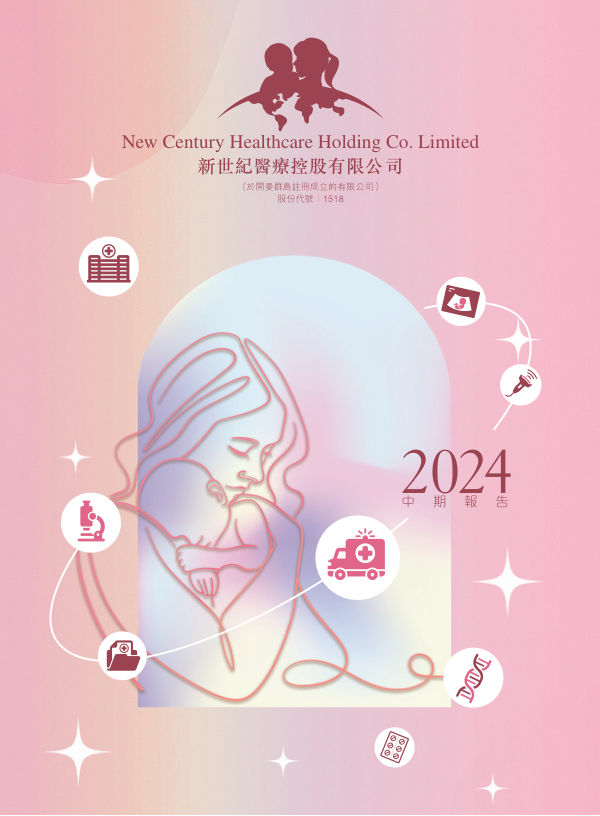 New Century Healthcare Holding Co. Limited
新世紀醫療控股有限公司
（於開曼群島註冊成立的有限公司）
股份代號：1518
2024
中期報告